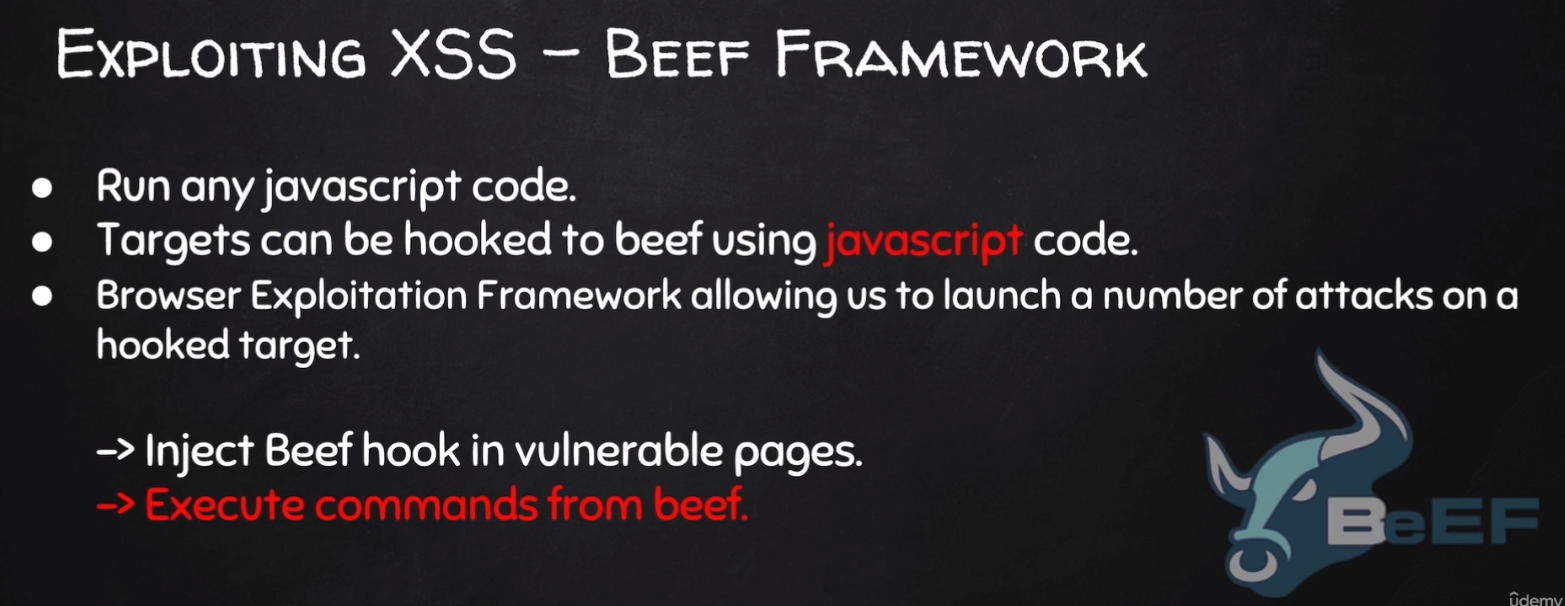 Exploiting XSS – Beef Framework
● Run any javascript code.
● Targets can be hooked to beef using javascript code.
● Browser Exploitation Framework allowing us to launch a number of attacks on a
hooked target.
–> Inject Beef hook in vulnerable pages.
–> Execute commands from beef.
BeEF
ûdemy